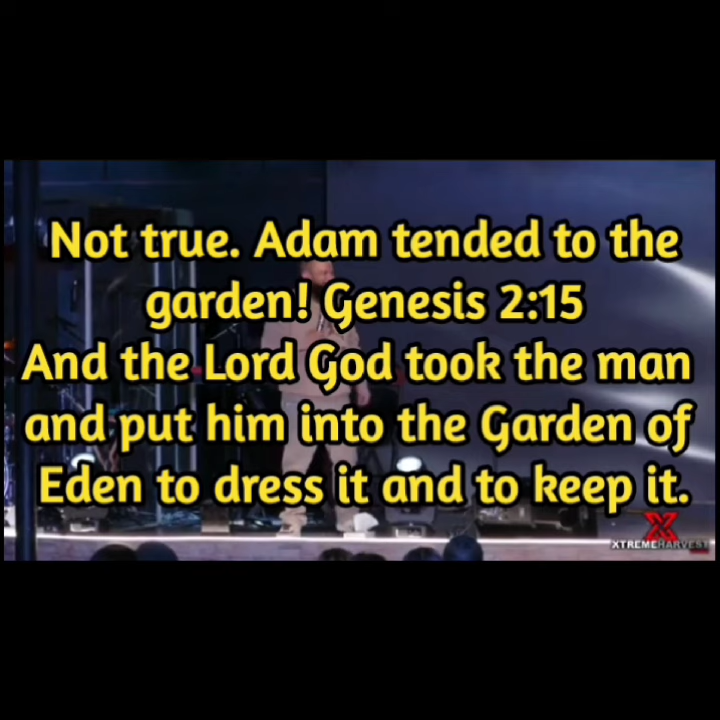 Not true. Adam tended to the
garden! Genesis 2:15
And the Lord God took the man
and put him into the Garden of
Eden to dress it and to keep it.
X
XTREMEHARVEST